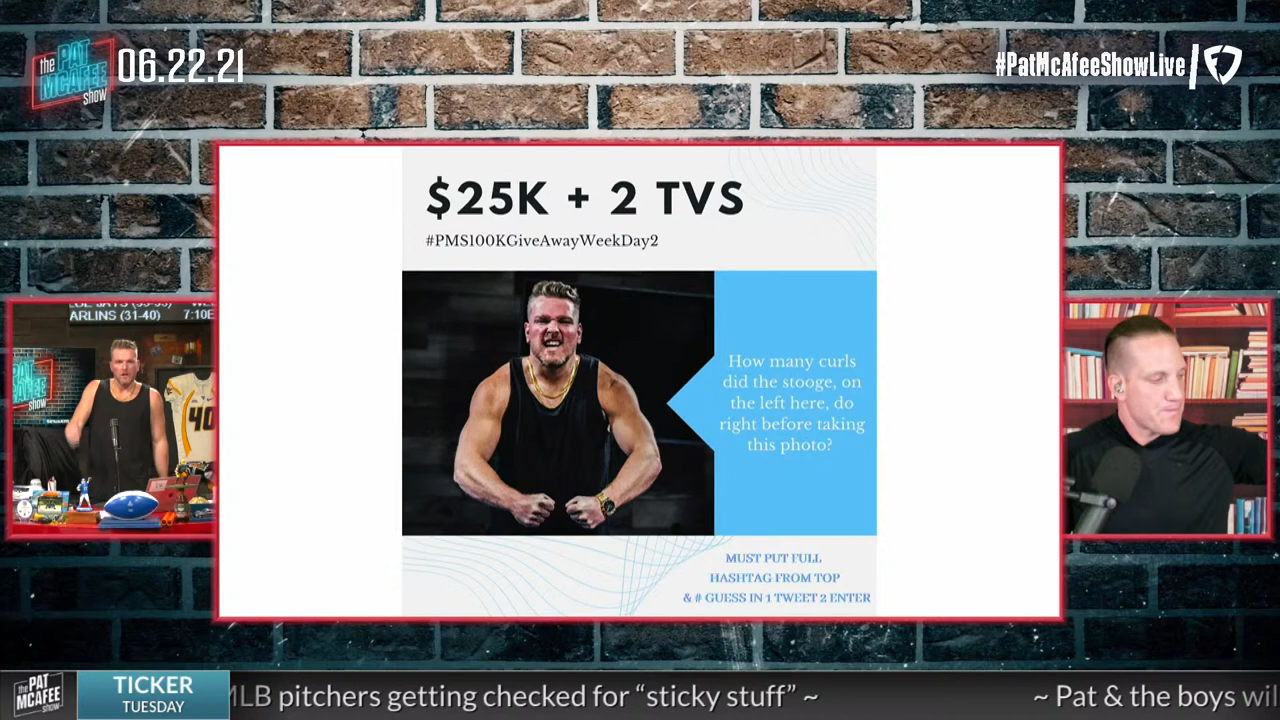 the PAT MCAFEE show
06.22.21
#PatMcAfeeShowLive
$25K + 2 TVS
#PMS100KGiveAwayWeekDay2
How many curls
did the stooge, on
the left here, do
right before taking
this photo?
MUST PUT FULL
HASHTAG FROM TOP
& # GUESS IN 1 TWEET 2 ENTER
ARLINS (31-40) 7:10
show
40
the PAT MCAFEE show
TICKER
TUESDAY
MLB pitchers getting checked for “sticky stuff” ~
~ Pat & the boys wil